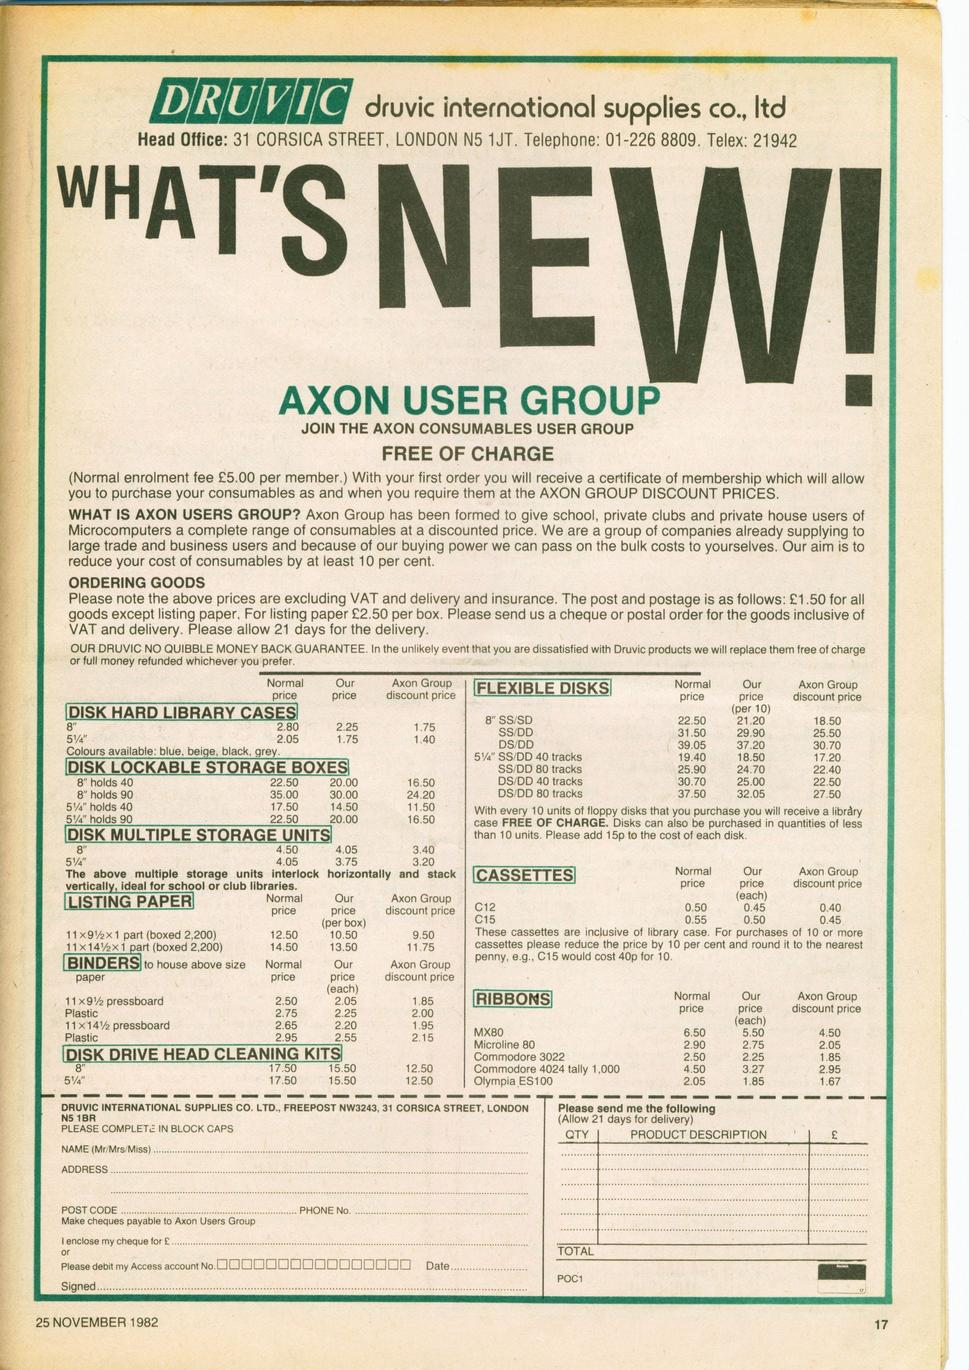 DRUVIC druvic international supplies co., ltd
Head Office: 31 CORSICA STREET, LONDON N5 1JT. Telephone: 01-226 8809. Telex: 21942
WHAT'S NEW!
AXON USER GROUP
JOIN THE AXON CONSUMABLES USER GROUP
FREE OF CHARGE
(Normal enrolment fee £5.00 per member.) With your first order you will receive a certificate of membership which will allow
you to purchase your consumables as and when you require them at the AXON GROUP DISCOUNT PRICES.
WHAT IS AXON USERS GROUP? Axon Group has been formed to give school, private clubs and private house users of
Microcomputers a complete range of consumables at a discounted price. We are a group of companies already supplying to
large trade and business users and because of our buying power we can pass on the bulk costs to yourselves. Our aim is to
reduce your cost of consumables by at least 10 per cent.
ORDERING GOODS
Please note the above prices are excluding VAT and delivery and insurance. The post and postage is as follows: £1.50 for all
goods except listing paper. For listing paper £2.50 per box. Please send us a cheque or postal order for the goods inclusive of
VAT and delivery. Please allow 21 days for the delivery.
OUR DRUVIC NO QUIBBLE MONEY BACK GUARANTEE. In the unlikely event that you are dissatisfied with Druvic products we will replace them free of charge
or full money refunded whichever you prefer.
Normal Our Axon Group
price price discount price
DISK HARD LIBRARY CASES
8" 2.80 2.25 1.75
5¼" 2.05 1.75 1.40
Colours available: blue, beige, black, grey.
DISK LOCKABLE STORAGE BOXES
8" holds 40 22.50 20.00 16.50
8" holds 90 35.00 30.00 24.20
5¼" holds 40 17.50 14.50 11.50
5¼" holds 90 22.50 20.00 16.50
DISK MULTIPLE STORAGE UNITS
8" 4.50 4.05 3.40
5¼" 4.05 3.75 3.20
The above multiple storage units interlock horizontally and stack
vertically, ideal for school or club libraries.
LISTING PAPER Normal Our Axon Group
price price discount price
(per box)
11×9½×1 part (boxed 2,200) 12.50 10.50 9.50
11×14½×1 part (boxed 2,200) 14.50 13.50 11.75
BINDERS to house above size Normal Our Axon Group
paper price price discount price
(each)
11×9½ pressboard 2.50 2.05 1.85
Plastic 2.75 2.25 2.00
11×14½ pressboard 2.65 2.20 1.95
Plastic 2.95 2.55 2.15
DISK DRIVE HEAD CLEANING KITS
8" 17.50 15.50 12.50
5¼" 17.50 15.50 12.50
FLEXIBLE DISKS Normal Our Axon Group
price price discount price
(per 10)
8" SS/SD 22.50 21.20 18.50
SS/DD 31.50 29.90 25.50
DS/DD 39.05 37.20 30.70
5¼" SS/DD 40 tracks 19.40 18.50 17.20
SS/DD 80 tracks 25.90 24.70 22.40
DS/DD 40 tracks 30.70 25.00 22.50
DS/DD 80 tracks 37.50 32.05 27.50
With every 10 units of floppy disks that you purchase you will receive a library
case FREE OF CHARGE. Disks can also be purchased in quantities of less
than 10 units. Please add 15p to the cost of each disk.
CASSETTES Normal Our Axon Group
price price discount price
(each)
C12 0.50 0.45 0.40
C15 0.55 0.50 0.45
These cassettes are inclusive of library case. For purchases of 10 or more
cassettes please reduce the price by 10 per cent and round it to the nearest
penny, e.g., C15 would cost 40p for 10.
RIBBONS Normal Our Axon Group
price price discount price
(each)
MX80 6.50 5.50 4.50
Microline 80 2.90 2.75 2.05
Commodore 3022 2.50 2.25 1.85
Commodore 4024 tally 1,000 4.50 3.27 2.95
Olympia ES100 2.05 1.85 1.67
DRUVIC INTERNATIONAL SUPPLIES CO. LTD., FREEPOST NW3243, 31 CORSICA STREET, LONDON
N5 1BR
PLEASE COMPLETE IN BLOCK CAPS
NAME (Mr/Mrs/Miss)
ADDRESS
POST CODE PHONE No.
Make cheques payable to Axon Users Group
I enclose my cheque for £
or
Please debit my Access account No. Date
Signed
Please send me the following
(Allow 21 days for delivery)
QTY PRODUCT DESCRIPTION £
TOTAL
POC1
25 NOVEMBER 1982
17